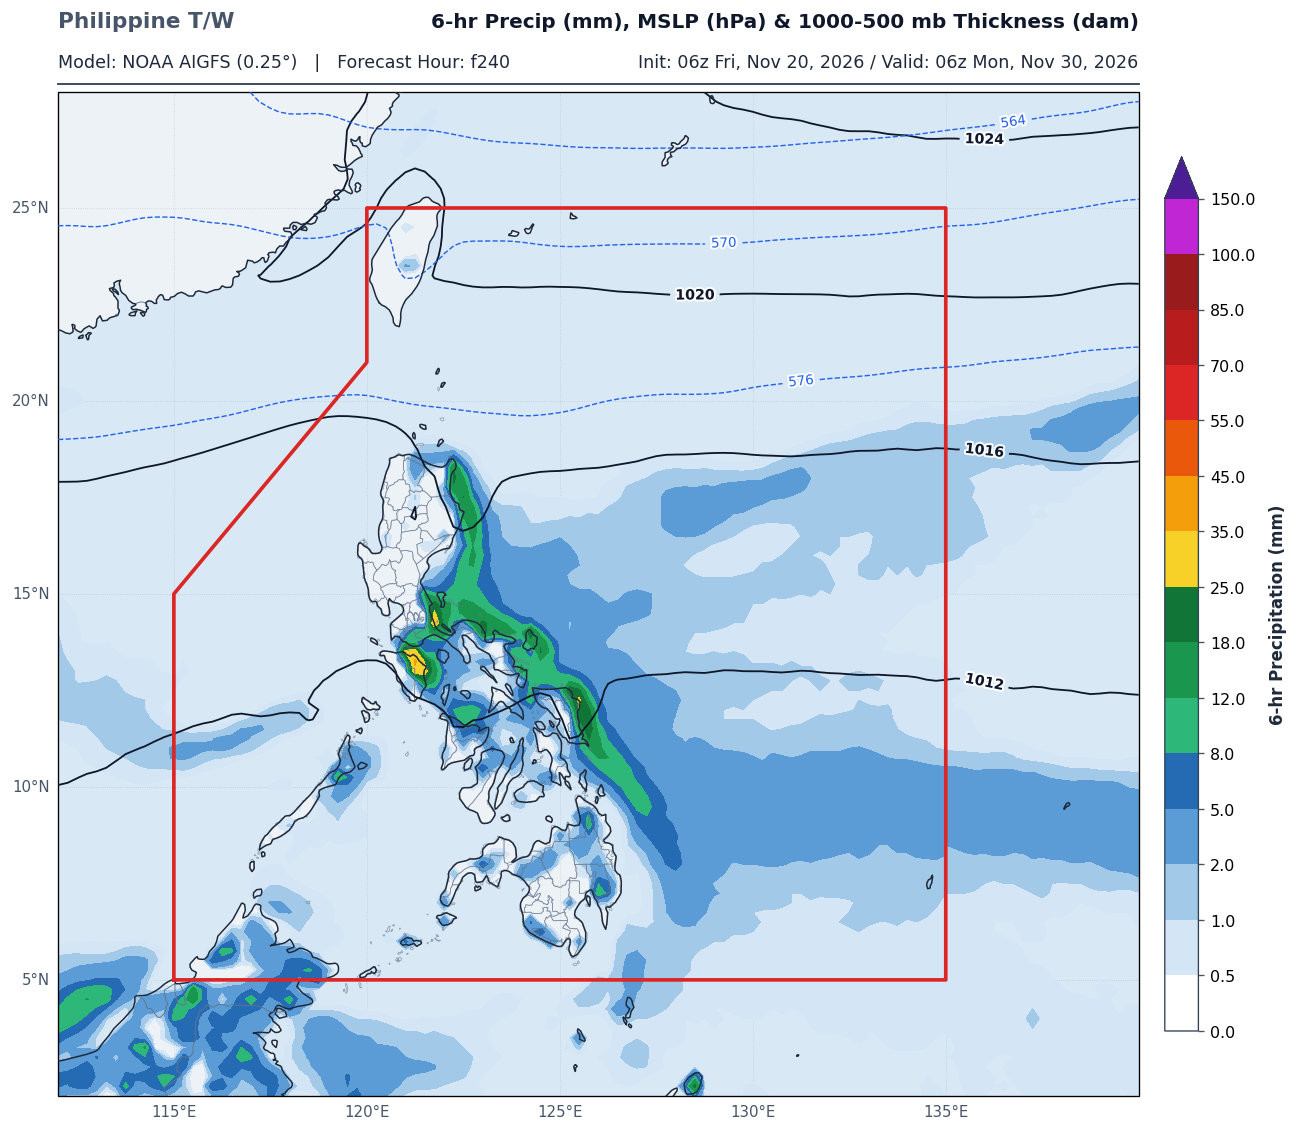 Philippine T/W
6-hr Precip (mm), MSLP (hPa) & 1000-500 mb Thickness (dam)
Model: NOAA AIGFS (0.25°) | Forecast Hour: f240
Init: 06z Fri, Nov 20, 2026 / Valid: 06z Mon, Nov 30, 2026
564
1024
570
1020
576
1016
1012
25°N
20°N
15°N
10°N
5°N
115°E
120°E
125°E
130°E
135°E
150.0
100.0
85.0
70.0
55.0
45.0
35.0
25.0
18.0
12.0
8.0
5.0
2.0
1.0
0.5
0.0
6-hr Precipitation (mm)